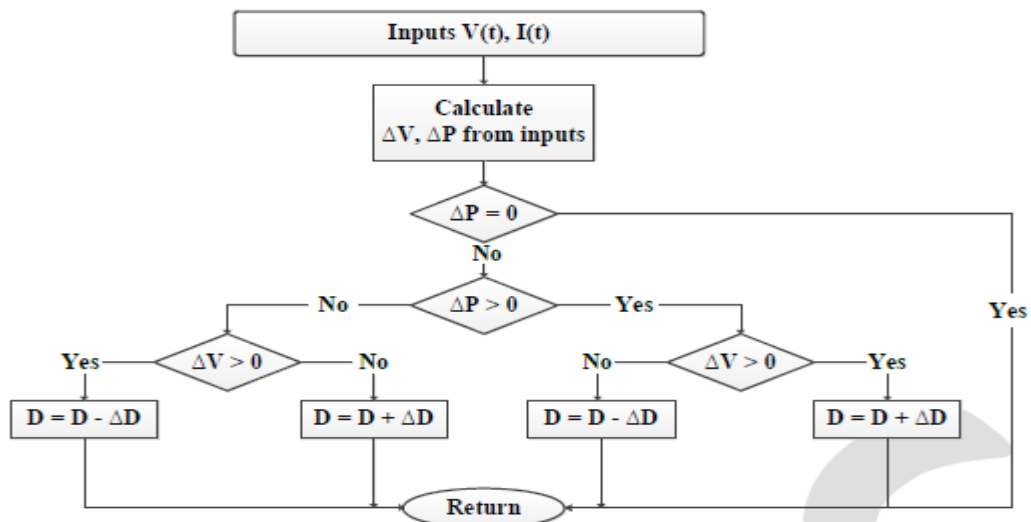 Inputs V(t), I(t)
Calculate
ΔV, ΔP from inputs
ΔP = 0
No
Yes
ΔP > 0
No
Yes
ΔV > 0
Yes
No
ΔV > 0
No
Yes
D = D - ΔD
D = D + ΔD
D = D - ΔD
D = D + ΔD
Return